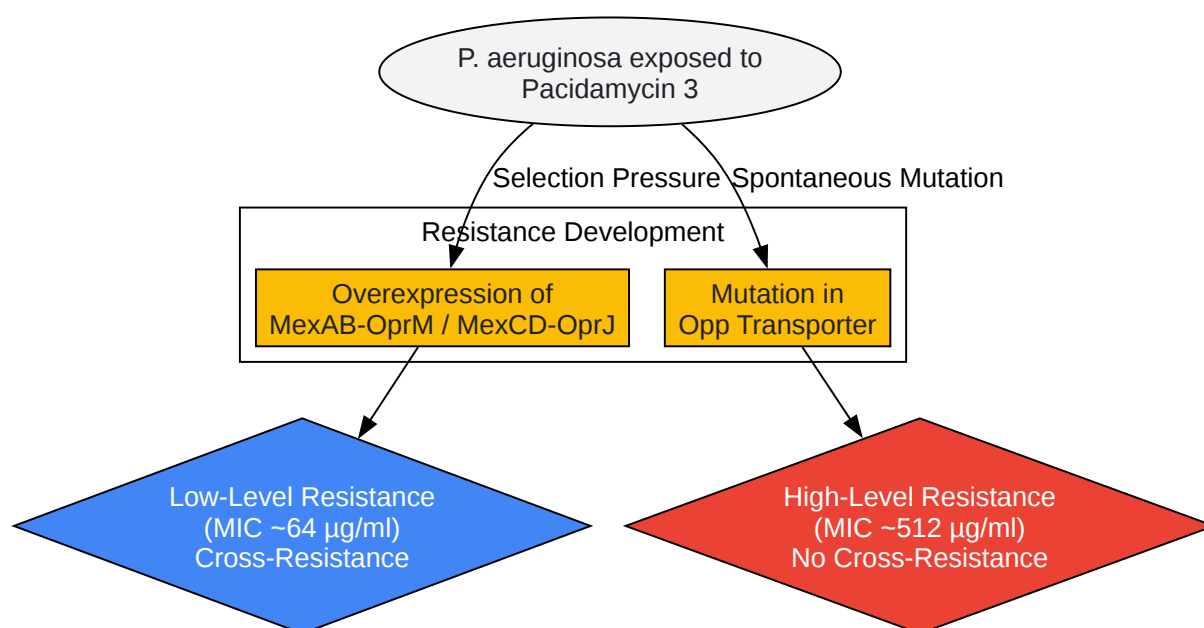 P. aeruginosa exposed to
Pacidamycin 3
Selection Pressure
Spontaneous Mutation
Resistance Development
Overexpression of
MexAB-OprM / MexCD-OprJ
Mutation in
Opp Transporter
Low-Level Resistance
(MIC ~64 µg/ml)
Cross-Resistance
High-Level Resistance
(MIC ~512 µg/ml)
No Cross-Resistance